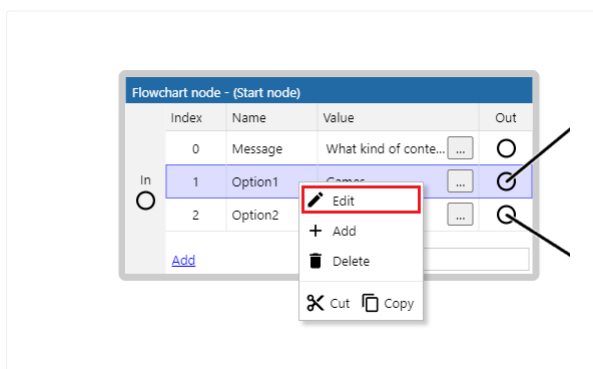 Flowchart node - (Start node)
Index Name Value Out
0 Message What kind of conte... ...
In
1 Option1 Games ...
2 Option2 ...
Add
Edit
Add
Delete
Cut Copy